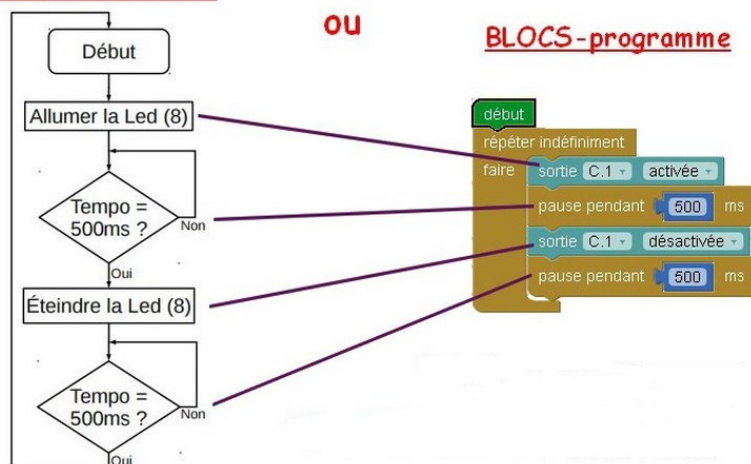 ou
BLOCS-programme
Début
Allumer la Led (8)
Tempo =
500ms ?
Non
Oui
Éteindre la Led (8)
Tempo =
500ms ?
Non
Oui
début
répéter indéfiniment
faire
sortie C.1 activée
pause pendant 500 ms
sortie C.1 désactivée
pause pendant 500 ms